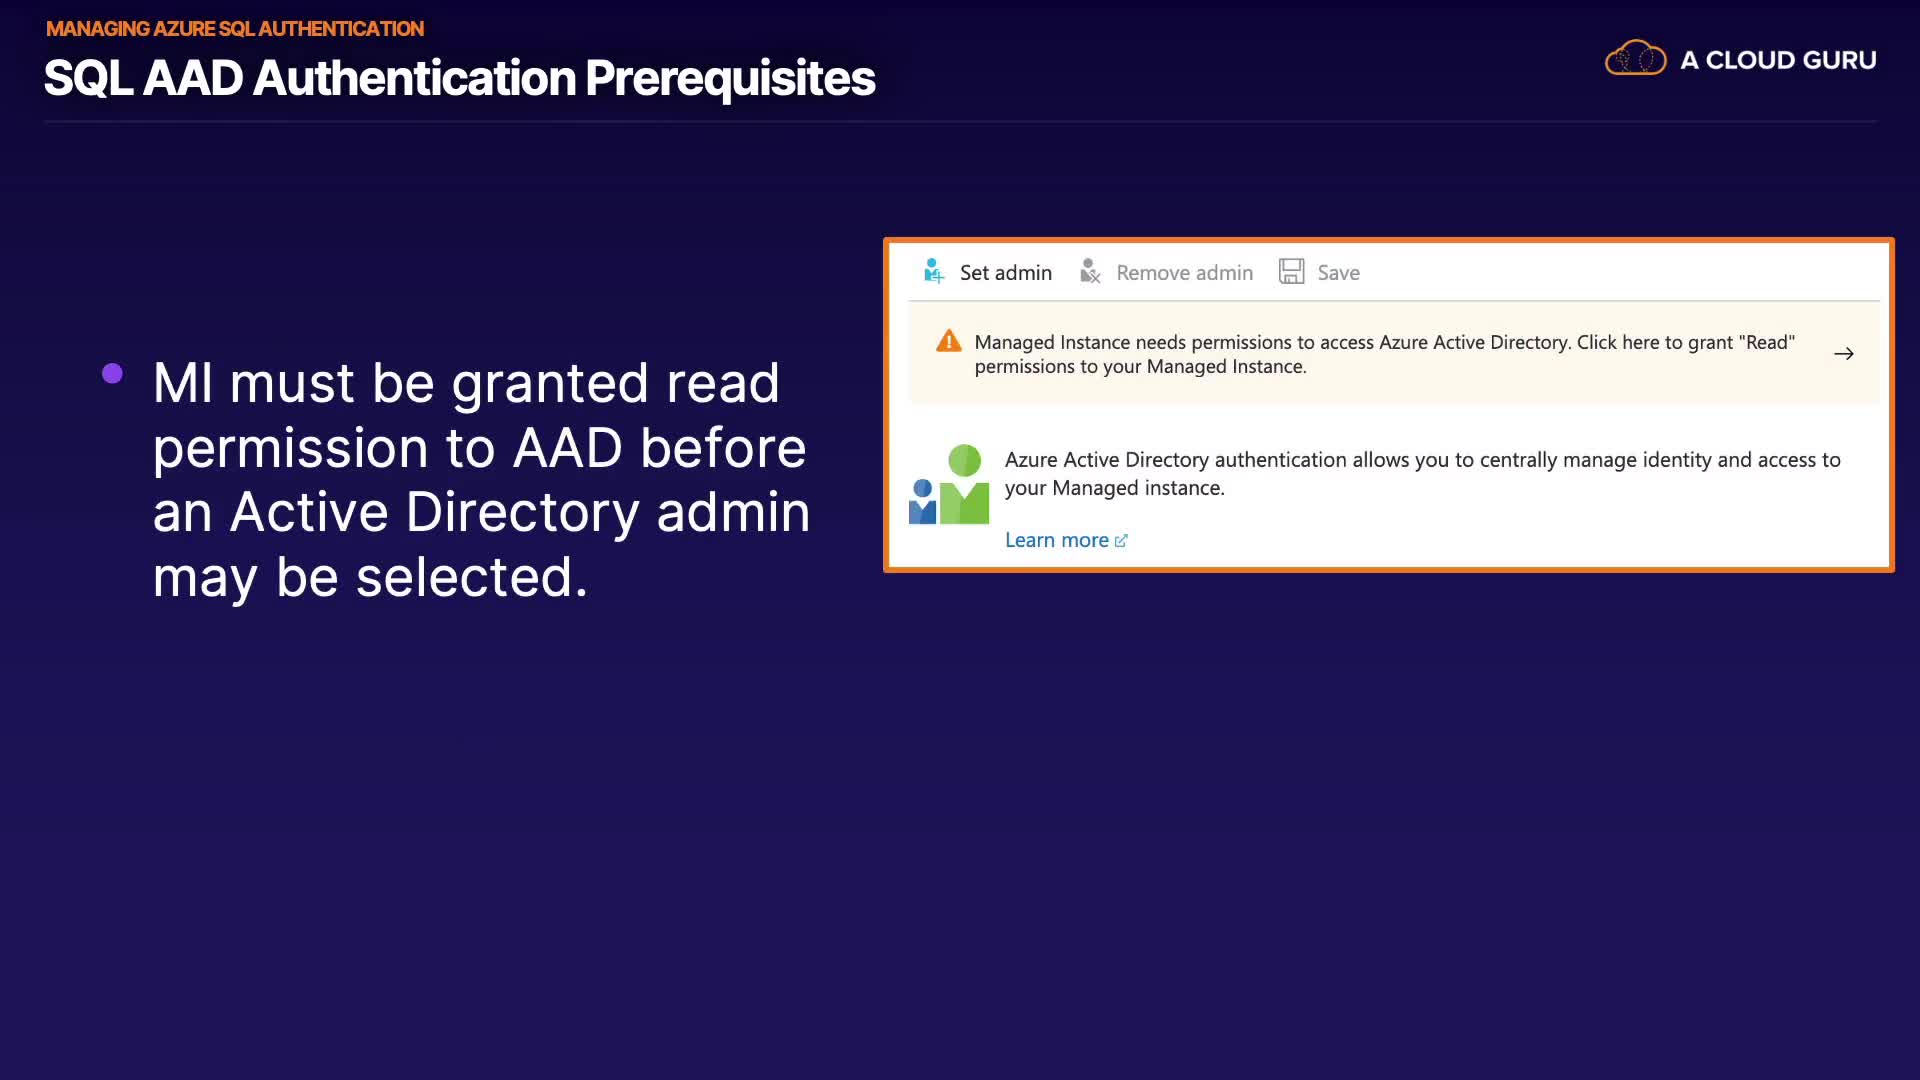 MANAGING AZURE SQL AUTHENTICATION
SQL AAD Authentication Prerequisites
A CLOUD GURU
MI must be granted read
permission to AAD before
an Active Directory admin
may be selected.
Set admin Remove admin Save
Managed Instance needs permissions to access Azure Active Directory. Click here to grant "Read"
permissions to your Managed Instance.
Azure Active Directory authentication allows you to centrally manage identity and access to
your Managed instance.
Learn more